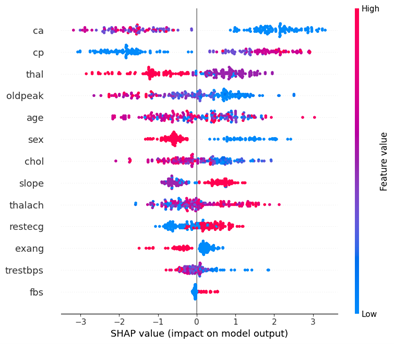 High
ca
cp
thal
oldpeak
age
sex
chol
slope
thalach
restecg
exang
trestbps
fbs
Feature value
Low
−3 −2 −1 0 1 2 3
SHAP value (impact on model output)